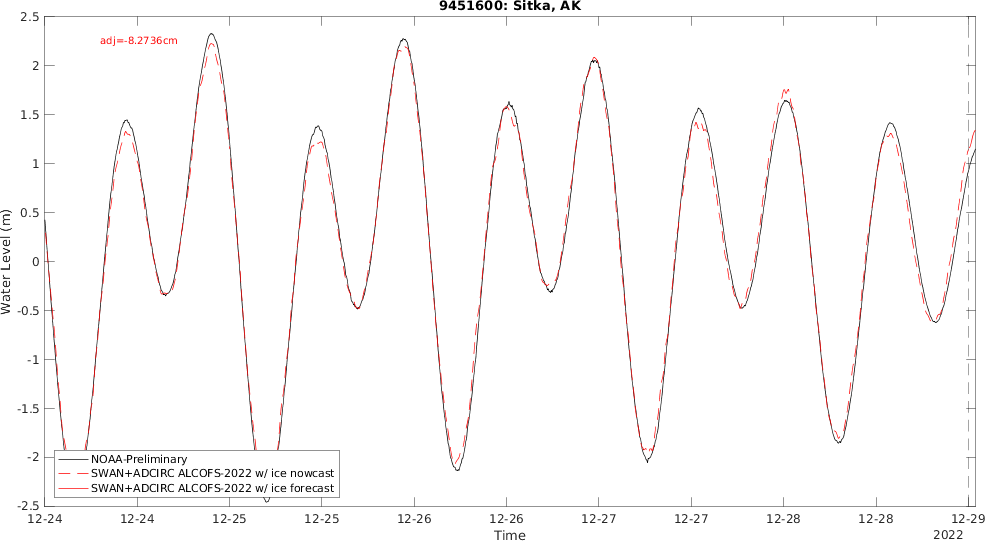 9451600: Sitka, AK
adj=-8.2736cm
Water Level (m)
2.5
2
1.5
1
0.5
0
-0.5
-1
-1.5
-2
-2.5
NOAA-Preliminary
SWAN+ADCIRC ALCOFS-2022 w/ ice nowcast
SWAN+ADCIRC ALCOFS-2022 w/ ice forecast
12-24 12-24 12-25 12-25 12-26 12-26 12-27 12-27 12-28 12-28 12-29
Time
2022